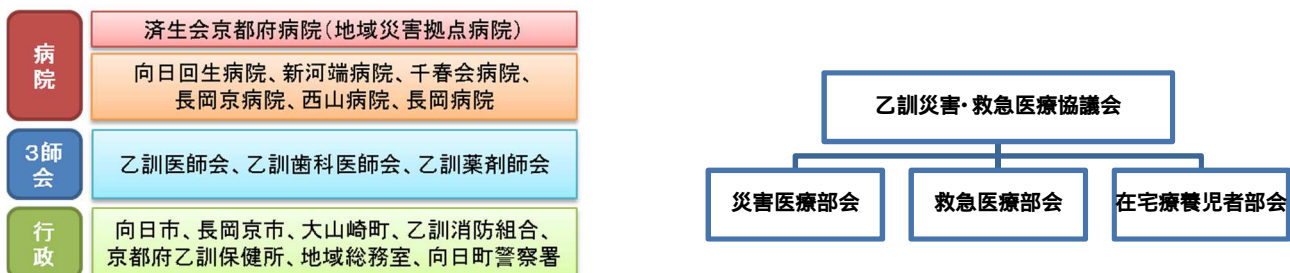 病院
済生会京都府病院(地域災害拠点病院)
向日回生病院、新河端病院、千春会病院、
長岡京病院、西山病院、長岡病院
3師会
乙訓医師会、乙訓歯科医師会、乙訓薬剤師会
行政
向日市、長岡京市、大山崎町、乙訓消防組合、
京都府乙訓保健所、地域総務室、向日町警察署
乙訓災害・救急医療協議会
災害医療部会
救急医療部会
在宅療養児者部会